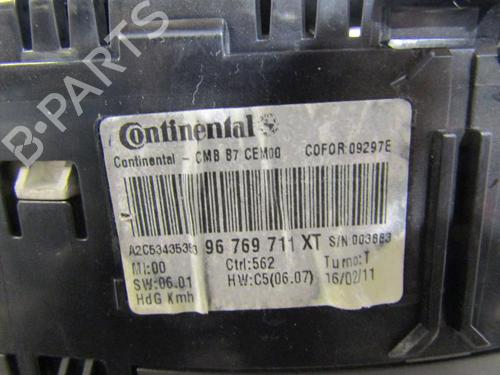 B-PARTS
Continental
Continental - CMB B7 CEM00 COFOR:09297E
96 769 711 XT S/N 003683
MI:00 Ctrl:562 Turno:T
SW:06.01 HW:C5(06.07) 16/02/11
HdG Kmh